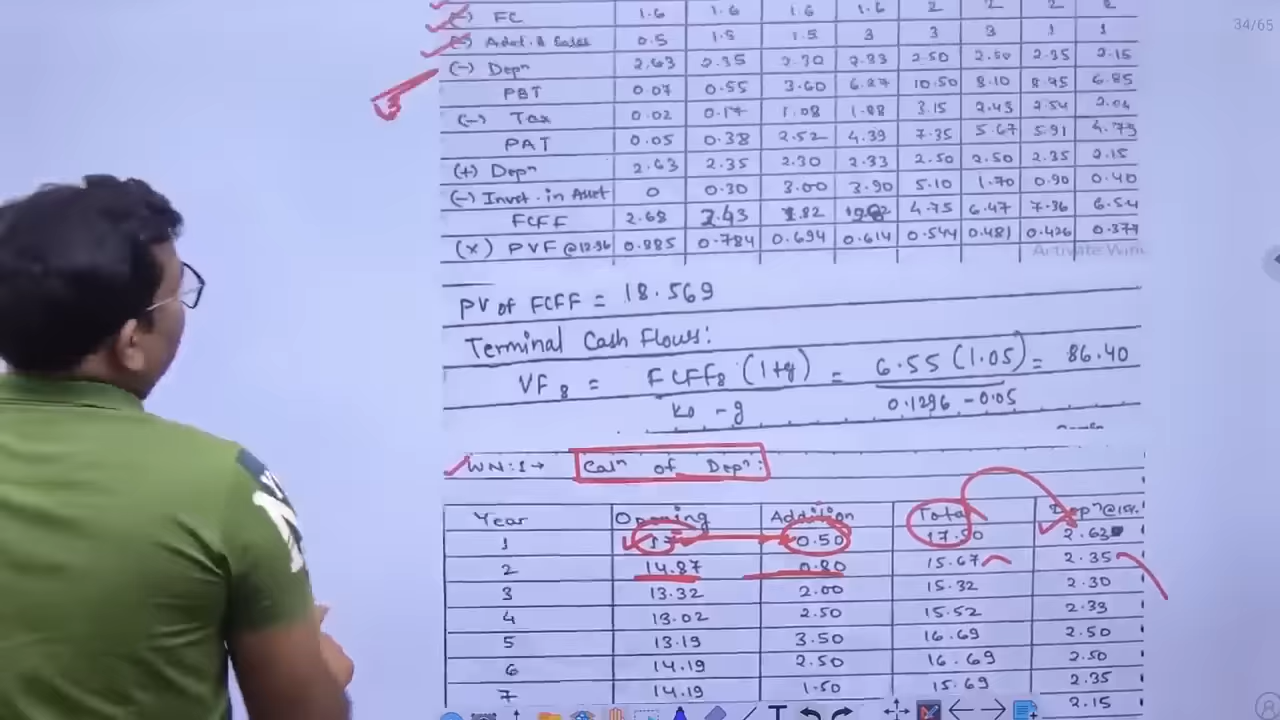 34/65
(-) FC 1.6 1.6 1.6 1.6 2 2 2 2
(-) Adct. & Sales 0.5 1.5 1.5 3 3 3 1 1
(-) Depn 2.63 2.35 2.30 2.33 2.50 2.50 2.35 2.15
PBT 0.07 0.55 3.60 6.27 10.50 8.10 8.45 6.85
(-) Tax 0.02 0.17 1.08 1.88 3.15 2.43 2.54 2.04
PAT 0.05 0.38 2.52 4.39 7.35 5.67 5.91 4.79
(+) Depn 2.63 2.35 2.30 2.33 2.50 2.50 2.35 2.15
(-) Invst. in Asset 0 0.30 3.00 3.90 5.10 1.70 0.90 0.40
FCFF 2.68 2.43 1.82 4.75 6.47 7.36 6.54
(x) PVF @12.96 0.885 0.784 0.694 0.614 0.544 0.481 0.426 0.377
Activate Win
PV of FCFF = 18.569
Terminal Cash Flows:
VF8 = FCFF8 (1+g) = 6.55 (1.05) = 86.40
k0 - g 0.1296 - 0.05
WN:1→ Caln of Depn:
Year Opening Addition Total Depn @15%
1 17 0.50 17.50 2.63
2 14.87 0.80 15.67 2.35
3 13.32 2.00 15.32 2.30
4 13.02 2.50 15.52 2.33
5 13.19 3.50 16.69 2.50
6 14.19 2.50 16.69 2.50
7 14.19 1.50 15.69 2.35
2.15